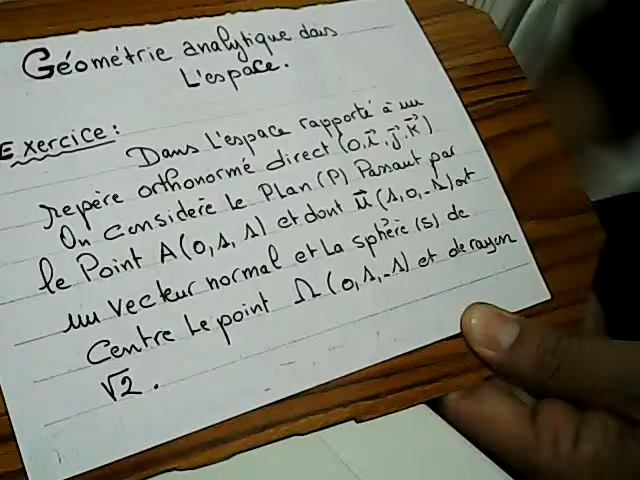 Géométrie analytique dans
L'espace.
Exercice:
Dans L'espace rapporté à un
repère orthonormé direct (0,i⃗,j⃗,k⃗)
On considère le Plan (P) Passant par
le Point A(0,1,1) et dont u⃗(1,0,-1) est
un vecteur normal et La sphère (S) de
Centre Le point Ω(0,1,-1) et de rayon
√2.